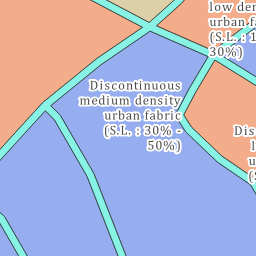 low den
urban fa
(S.L. : 1
30%)
Discontinuous
medium density
urban fabric
(S.L. : 30% -
50%)
Dis
l
u
(S